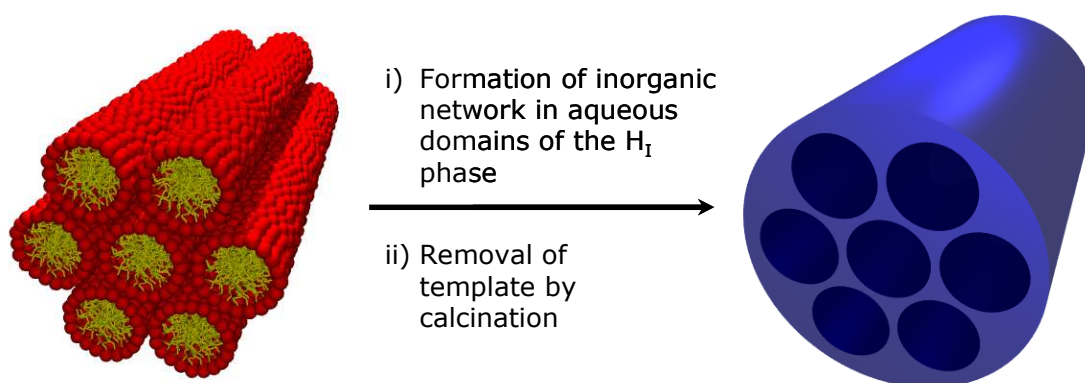 i) Formation of inorganic
network in aqueous
domains of the H_I
phase
ii) Removal of
template by
calcination